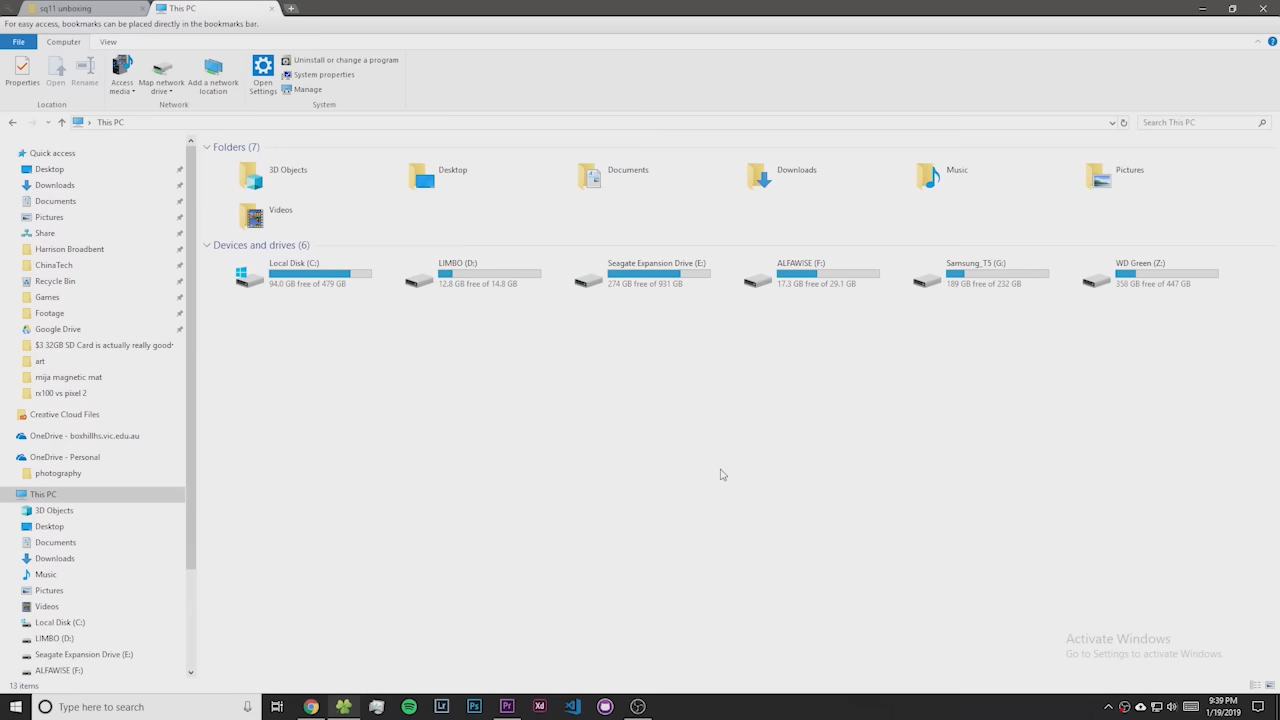 sq11 unboxing
This PC
For easy access, bookmarks can be placed directly in the bookmarks bar.
File Computer View
Properties Open Rename Access media Map network drive Add a network location Open Settings
Uninstall or change a program
System properties
Manage
Location Network System
This PC
Search This PC
Quick access
Desktop
Downloads
Documents
Pictures
Share
Harrison Broadbent
ChinaTech
Recycle Bin
Games
Footage
Google Drive
$3 32GB SD Card is actually really good
art
mija magnetic mat
rx100 vs pixel 2
Creative Cloud Files
OneDrive - boxhillhs.vic.edu.au
OneDrive - Personal
photography
This PC
3D Objects
Desktop
Documents
Downloads
Music
Pictures
Videos
Local Disk (C:)
LIMBO (D:)
Seagate Expansion Drive (E:)
ALFAWISE (F:)
Folders (7)
3D Objects Desktop Documents Downloads Music Pictures
Videos
Devices and drives (6)
Local Disk (C:) LIMBO (D:) Seagate Expansion Drive (E:) ALFAWISE (F:) Samsung_T5 (G:) WD Green (Z:)
94.0 GB free of 479 GB 12.8 GB free of 14.8 GB 274 GB free of 931 GB 17.3 GB free of 29.1 GB 189 GB free of 232 GB 358 GB free of 447 GB
Activate Windows
Go to Settings to activate Windows.
13 items
Type here to search
Lr Ps Pr Xd
9:39 PM
1/19/2019